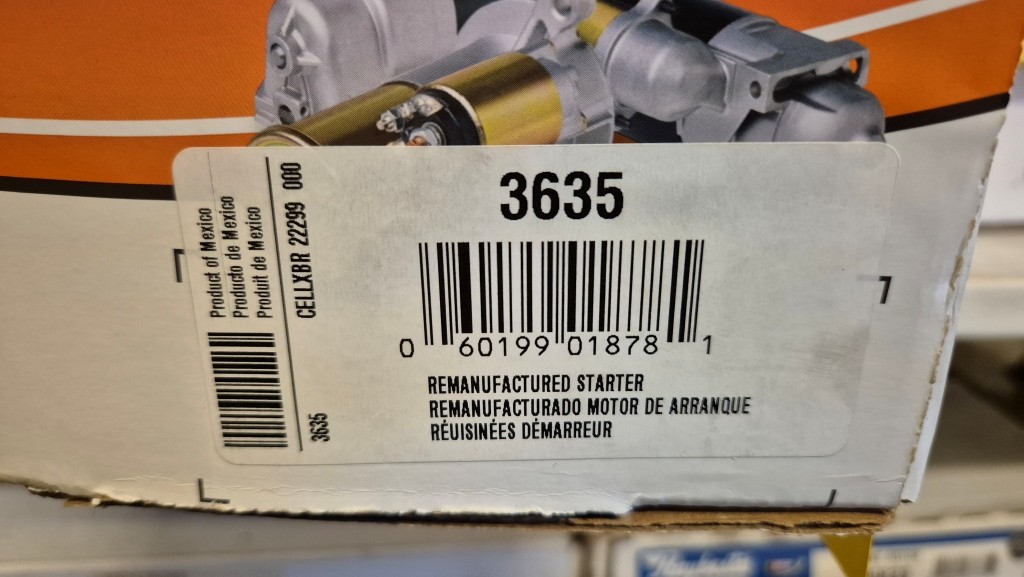 3635
0 60199 01878 1
REMANUFACTURED STARTER
REMANUFACTURADO MOTOR DE ARRANQUE
RÉUISINÉES DÉMARREUR
Product of Mexico
Producto de Mexico
Produit de Mexico
CELLXBR 22299 000
3635